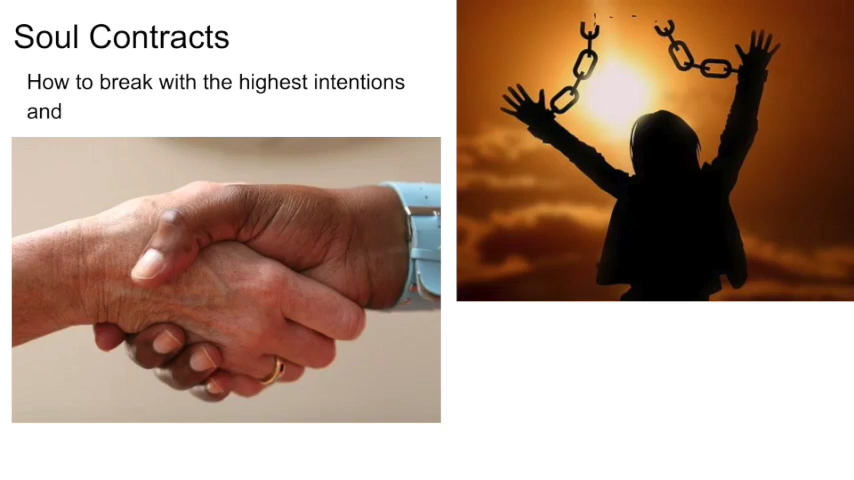 Soul Contracts
How to break with the highest intentions
and